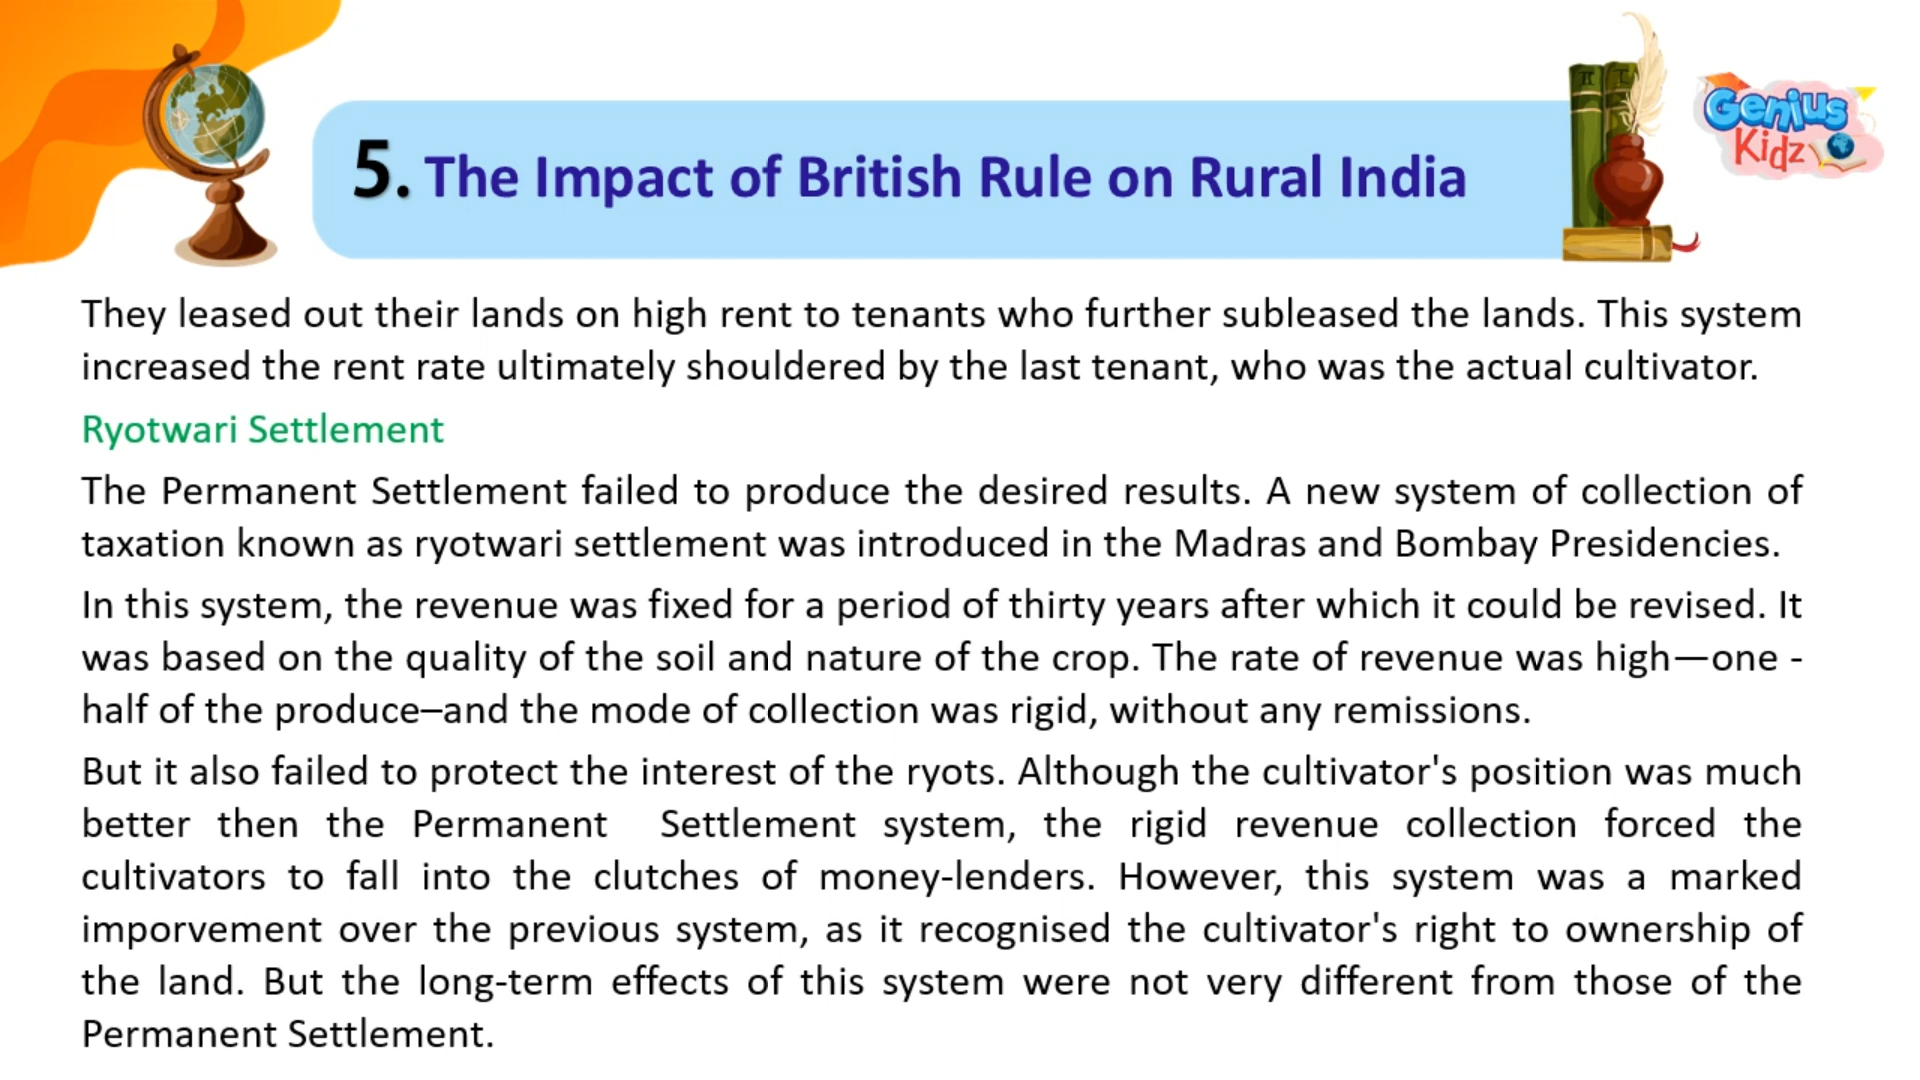 Genius
Kidz
5. The Impact of British Rule on Rural India
They leased out their lands on high rent to tenants who further subleased the lands. This system
increased the rent rate ultimately shouldered by the last tenant, who was the actual cultivator.
Ryotwari Settlement
The Permanent Settlement failed to produce the desired results. A new system of collection of
taxation known as ryotwari settlement was introduced in the Madras and Bombay Presidencies.
In this system, the revenue was fixed for a period of thirty years after which it could be revised. It
was based on the quality of the soil and nature of the crop. The rate of revenue was high—one -
half of the produce–and the mode of collection was rigid, without any remissions.
But it also failed to protect the interest of the ryots. Although the cultivator's position was much
better then the Permanent Settlement system, the rigid revenue collection forced the
cultivators to fall into the clutches of money-lenders. However, this system was a marked
imporvement over the previous system, as it recognised the cultivator's right to ownership of
the land. But the long-term effects of this system were not very different from those of the
Permanent Settlement.